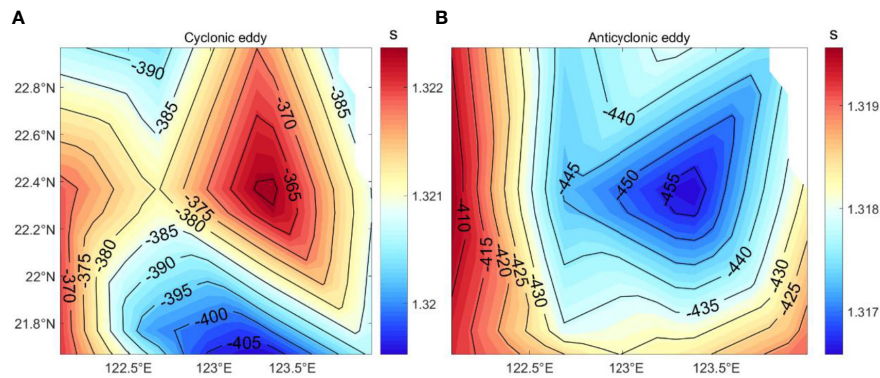 A
Cyclonic eddy
S
22.8°N
22.6°N
22.4°N
22.2°N
22°N
21.8°N
-390
-385
-370
-385
-365
-375
-380
-385
-390
-395
-400
-405
-380
-375
-370
122.5°E
123°E
123.5°E
1.322
1.321
1.32
B
Anticyclonic eddy
S
-440
-445
-450
-455
-410
-415
-420
-425
-430
-440
-430
-425
-435
122.5°E
123°E
123.5°E
1.319
1.318
1.317